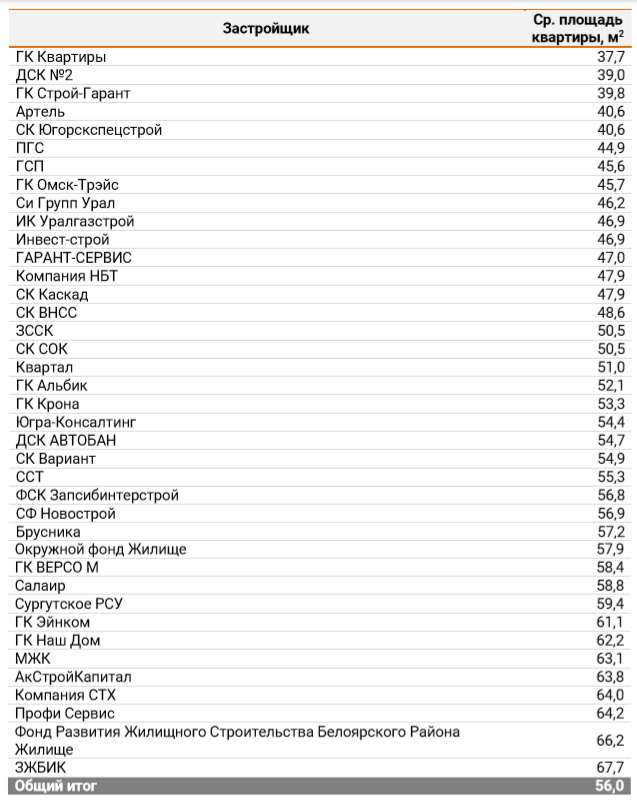 Застройщик Ср. площадь
квартиры, м²
ГК Квартиры 37,7
ДСК №2 39,0
ГК Строй-Гарант 39,8
Артель 40,6
СК Югорскспецстрой 40,6
ПГС 44,9
ГСП 45,6
ГК Омск-Трэйс 45,7
Си Групп Урал 46,2
ИК Уралгазстрой 46,9
Инвест-строй 46,9
ГАРАНТ-СЕРВИС 47,0
Компания НБТ 47,9
СК Каскад 47,9
СК ВНСС 48,6
ЗССК 50,5
СК СОК 50,5
Квартал 51,0
ГК Альбик 52,1
ГК Крона 53,3
Югра-Консалтинг 54,4
ДСК АВТОБАН 54,7
СК Вариант 54,9
ССТ 55,3
ФСК Запсибинтерстрой 56,8
СФ Новострой 56,9
Брусника 57,2
Окружной фонд Жилище 57,9
ГК ВЕРСО М 58,4
Салаир 58,8
Сургутское РСУ 59,4
ГК Эйнком 61,1
ГК Наш Дом 62,2
МЖК 63,1
АкСтройКапитал 63,8
Компания СТХ 64,0
Профи Сервис 64,2
Фонд Развития Жилищного Строительства Белоярского Района
Жилище 66,2
ЗЖБИК 67,7
Общий итог 56,0